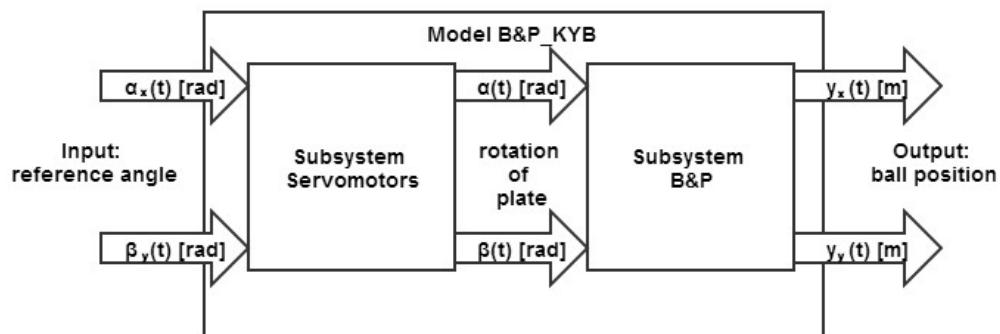 Model B&P_KYB
αₓ(t) [rad]
α(t) [rad]
yₓ(t) [m]
Input:
reference angle
Subsystem
Servomotors
rotation
of
plate
Subsystem
B&P
Output:
ball position
βᵧ(t) [rad]
β(t) [rad]
yᵧ(t) [m]